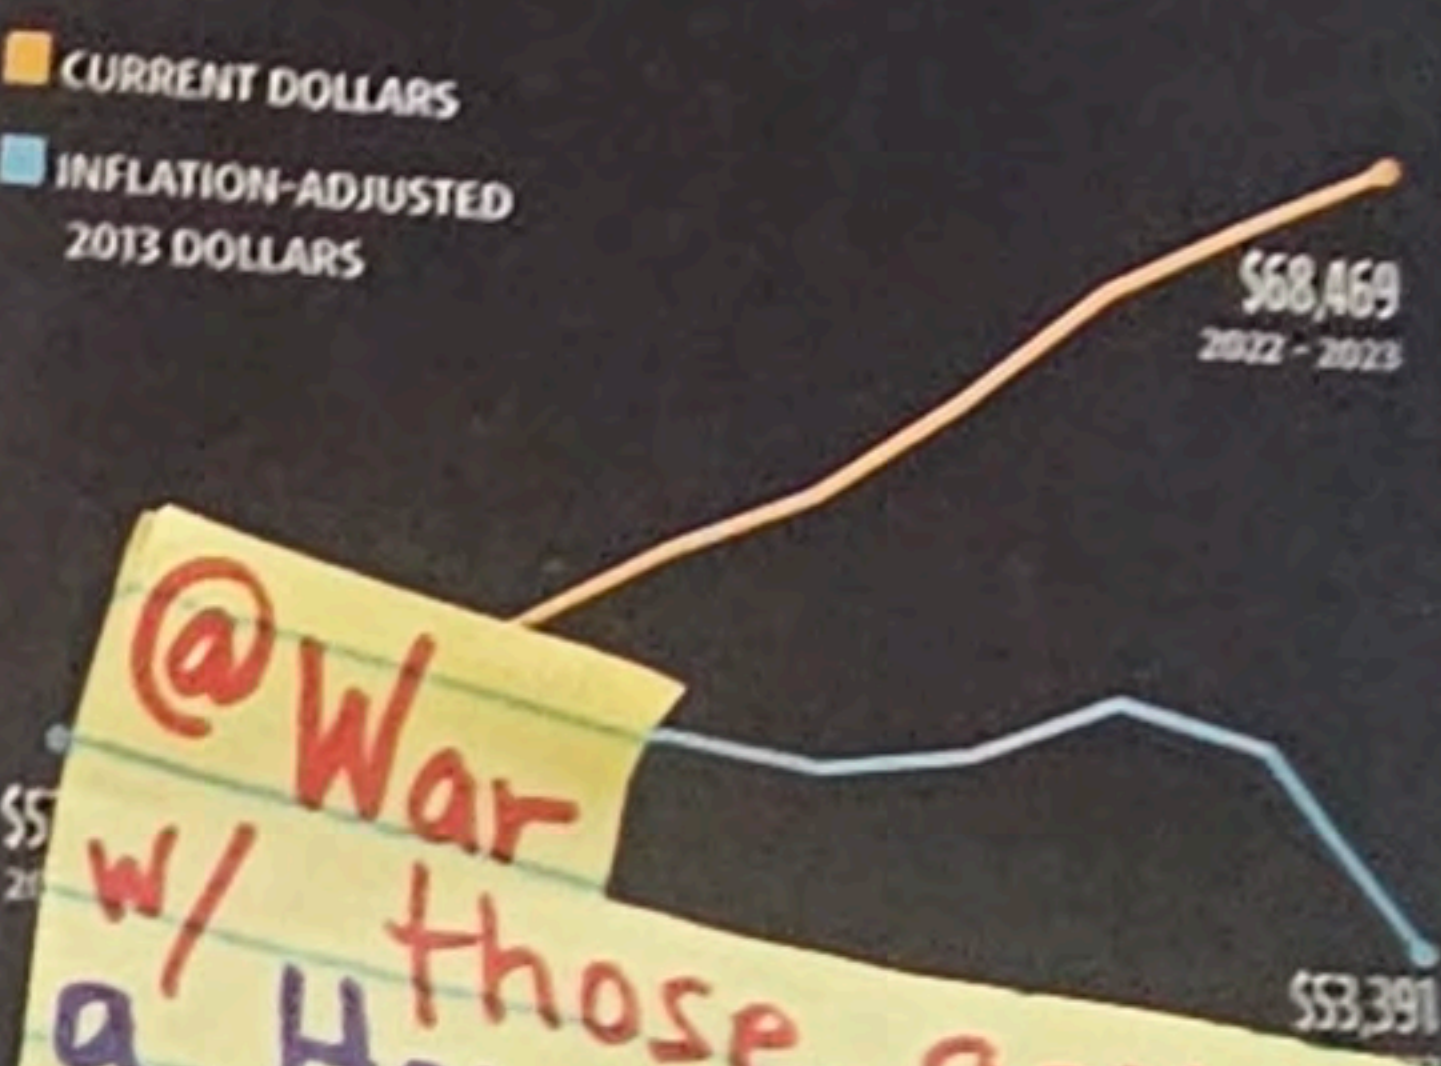 CURRENT DOLLARS
INFLATION-ADJUSTED
2013 DOLLARS
$68,469
2022 - 2023
@War
w/ those
a
$53,391